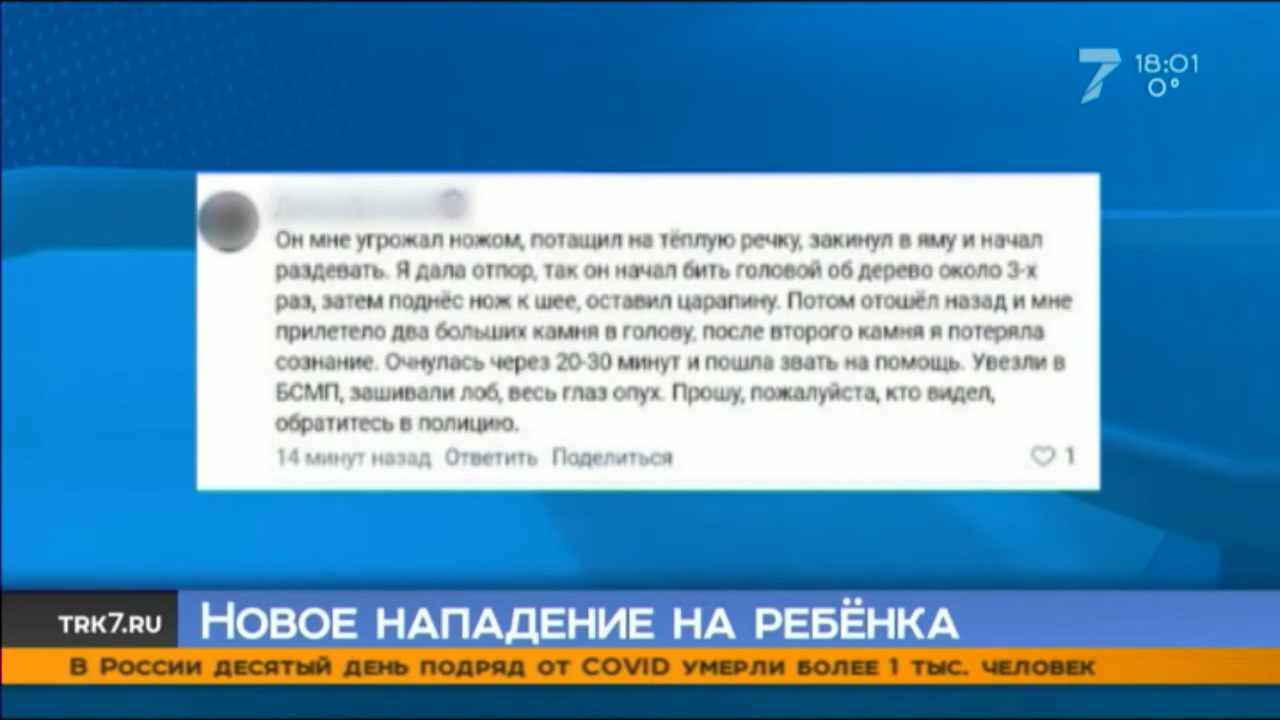 7 18:01
0°
Он мне угрожал ножом, потащил на тёплую речку, закинул в яму и начал
раздевать. Я дала отпор, так он начал бить головой об дерево около 3-х
раз, затем поднёс нож к шее, оставил царапину. Потом отошёл назад и мне
прилетело два больших камня в голову, после второго камня я потеряла
сознание. Очнулась через 20-30 минут и пошла звать на помощь. Увезли в
БСМП, зашивали лоб, весь глаз опух. Прошу, пожалуйста, кто видел,
обратитесь в полицию.
14 минут назад Ответить Поделиться 1
TRK7.RU НОВОЕ НАПАДЕНИЕ НА РЕБЁНКА
В РОССИИ ДЕСЯТЫЙ ДЕНЬ ПОДРЯД ОТ COVID УМЕРЛИ БОЛЕЕ 1 ТЫС. ЧЕЛОВЕК